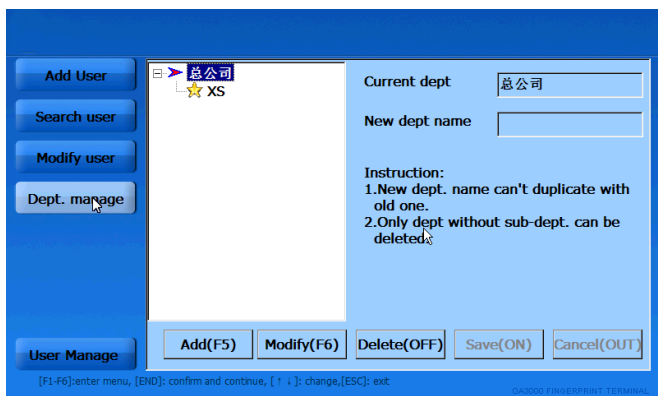 Add User
Search user
Modify user
Dept. manage
User Manage
总公司
XS
Current dept
总公司
New dept name
Instruction:
1.New dept. name can't duplicate with
old one.
2.Only dept without sub-dept. can be
deleted.
Add(F5)
Modify(F6)
Delete(OFF)
Save(ON)
Cancel(OUT)
[F1-F6]:enter menu, [END]: confirm and continue, [ ↑ ↓ ]: change,[ESC]: exit
OA3000 FINGERPRINT TERMINAL